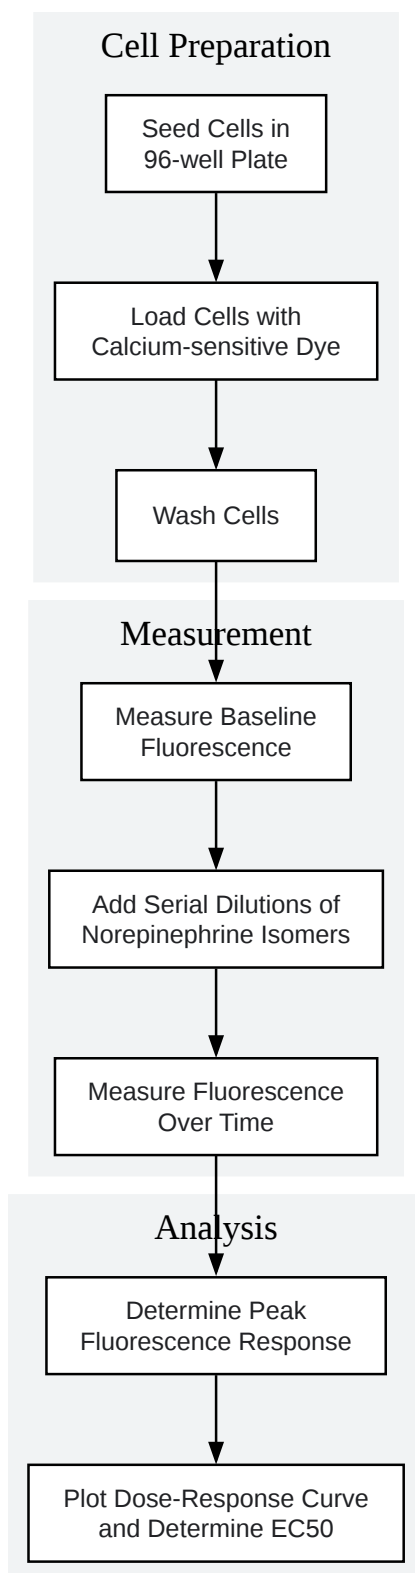 Cell Preparation
Seed Cells in
96-well Plate
Load Cells with
Calcium-sensitive Dye
Wash Cells
Measurement
Measure Baseline
Fluorescence
Add Serial Dilutions of
Norepinephrine Isomers
Measure Fluorescence
Over Time
Analysis
Determine Peak
Fluorescence Response
Plot Dose-Response Curve
and Determine EC50